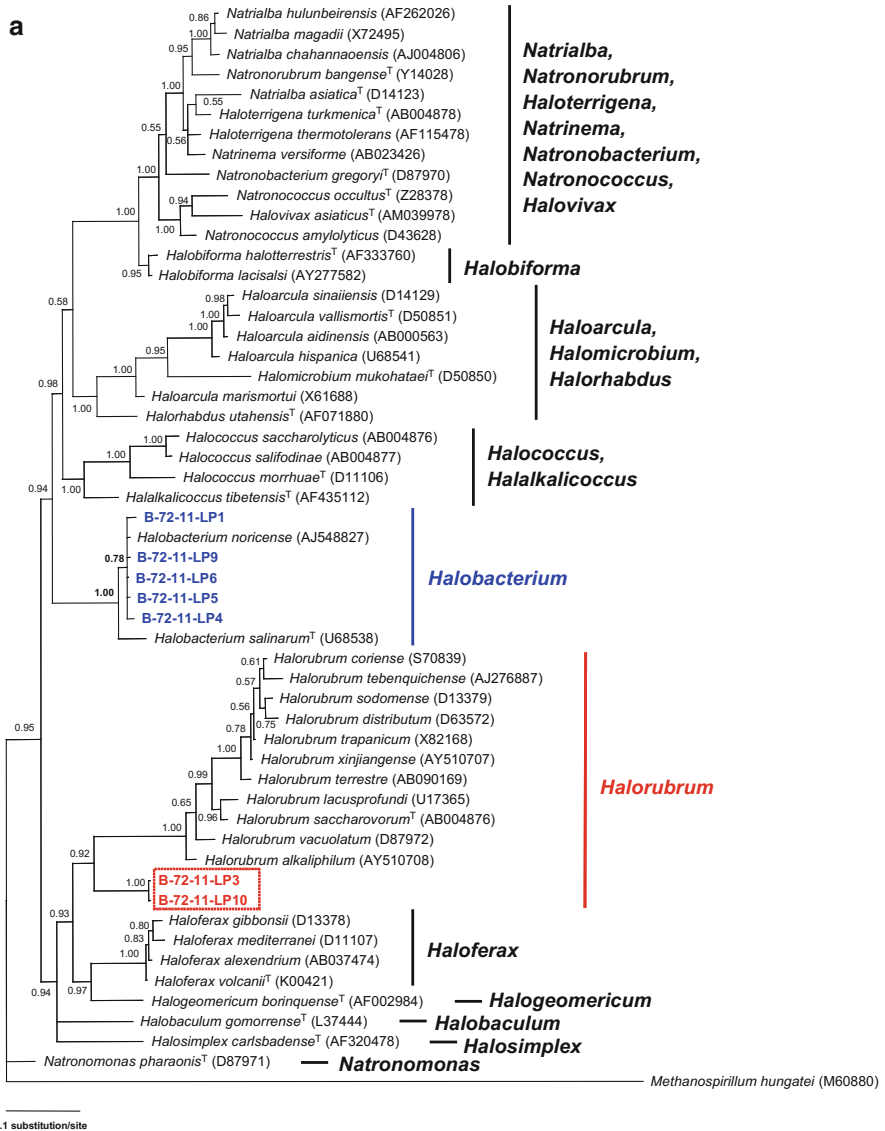 a
Natrialba hulunbeirensis (AF262026)
Natrialba magadii (X72495)
Natrialba chahannaoensis (AJ004806)
Natronorubrum bangense^T (Y14028)
Natrialba asiatica^T (D14123)
Haloterrigena turkmenica^T (AB004878)
Haloterrigena thermotolerans (AF115478)
Natrinema versiforme (AB023426)
Natronobacterium gregoryi^T (D87970)
Natronococcus occultus^T (Z28378)
Halovivax asiaticus^T (AM039978)
Natronococcus amylolyticus (D43628)
Natrialba,
Natronorubrum,
Haloterrigena,
Natrinema,
Natronobacterium,
Natronococcus,
Halovivax
Halobiforma halotterrestris^T (AF333760)
Halobiforma lacisalsi (AY277582)
Halobiforma
Haloarcula sinaiiensis (D14129)
Haloarcula vallismortis^T (D50851)
Haloarcula aidinensis (AB000563)
Haloarcula hispanica (U68541)
Halomicrobium mukohataei^T (D50850)
Haloarcula marismortui (X61688)
Halorhabdus utahensis^T (AF071880)
Haloarcula,
Halomicrobium,
Halorhabdus
Halococcus saccharolyticus (AB004876)
Halococcus salifodinae (AB004877)
Halococcus morrhuae^T (D11106)
Halalkalicoccus tibetensis^T (AF435112)
Halococcus,
Halalkalicoccus
B-72-11-LP1
Halobacterium noricense (AJ548827)
B-72-11-LP9
B-72-11-LP6
B-72-11-LP5
B-72-11-LP4
Halobacterium salinarum^T (U68538)
Halobacterium
Halorubrum coriense (S70839)
Halorubrum tebenquichense (AJ276887)
Halorubrum sodomense (D13379)
Halorubrum distributum (D63572)
Halorubrum trapanicum (X82168)
Halorubrum xinjiangense (AY510707)
Halorubrum terrestre (AB090169)
Halorubrum lacusprofundi (U17365)
Halorubrum saccharovorum^T (AB004876)
Halorubrum vacuolatum (D87972)
Halorubrum alkaliphilum (AY510708)
B-72-11-LP3
B-72-11-LP10
Halorubrum
Haloferax gibbonsii (D13378)
Haloferax mediterranei (D11107)
Haloferax alexendrium (AB037474)
Haloferax volcanii^T (K00421)
Haloferax
Halogeomericum borinquense^T (AF002984)
Halogeomericum
Halobaculum gomorrense^T (L37444)
Halobaculum
Halosimplex carlsbadense^T (AF320478)
Halosimplex
Natronomonas pharaonis^T (D87971)
Natronomonas
Methanospirillum hungatei (M60880)
0.86
1.00
0.95
1.00
0.55
0.55
0.56
1.00
1.00
0.94
1.00
0.95
0.58
0.98
1.00
1.00
0.95
1.00
0.98
1.00
1.00
1.00
0.94
0.78
1.00
0.95
0.61
0.57
0.56
0.75
0.78
1.00
0.99
0.65
0.96
1.00
0.92
1.00
0.93
0.80
0.83
1.00
0.97
0.94
.1 substitution/site